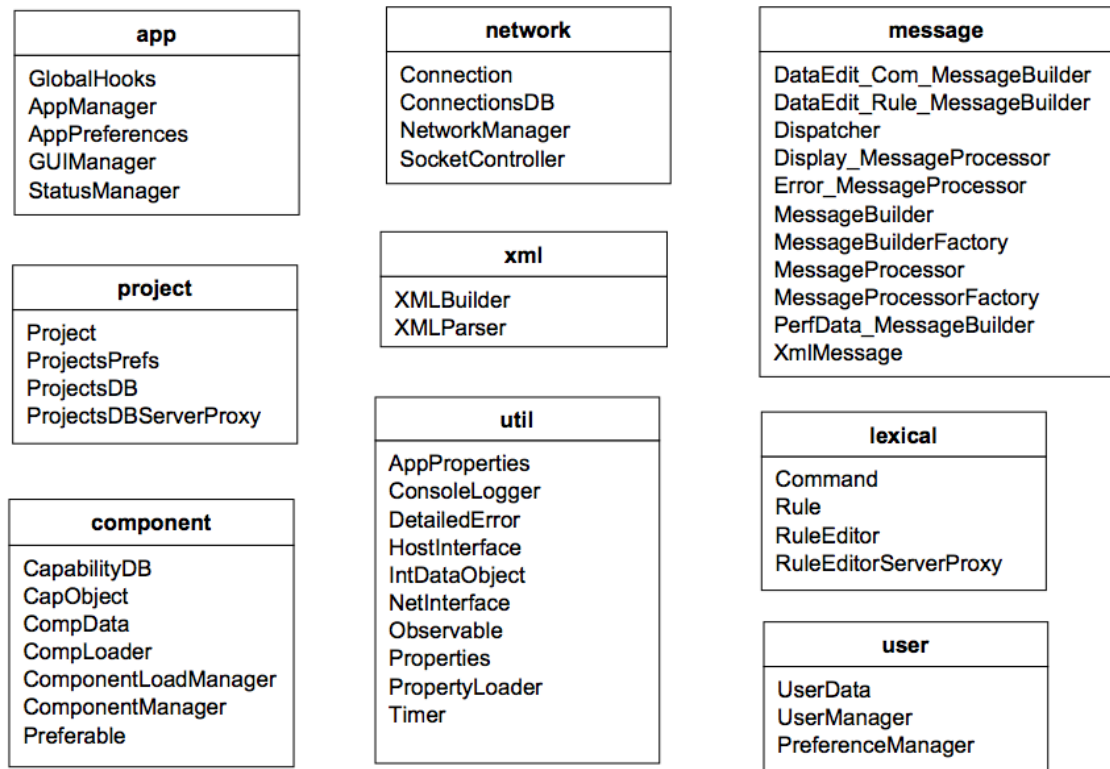 app
GlobalHooks
AppManager
AppPreferences
GUIManager
StatusManager
project
Project
ProjectsPrefs
ProjectsDB
ProjectsDBServerProxy
component
CapabilityDB
CapObject
CompData
CompLoader
ComponentLoadManager
ComponentManager
Preferable
network
Connection
ConnectionsDB
NetworkManager
SocketController
xml
XMLBuilder
XMLParser
util
AppProperties
ConsoleLogger
DetailedError
HostInterface
IntDataObject
NetInterface
Observable
Properties
PropertyLoader
Timer
message
DataEdit_Com_MessageBuilder
DataEdit_Rule_MessageBuilder
Dispatcher
Display_MessageProcessor
Error_MessageProcessor
MessageBuilder
MessageBuilderFactory
MessageProcessor
MessageProcessorFactory
PerfData_MessageBuilder
XmlMessage
lexical
Command
Rule
RuleEditor
RuleEditorServerProxy
user
UserData
UserManager
PreferenceManager